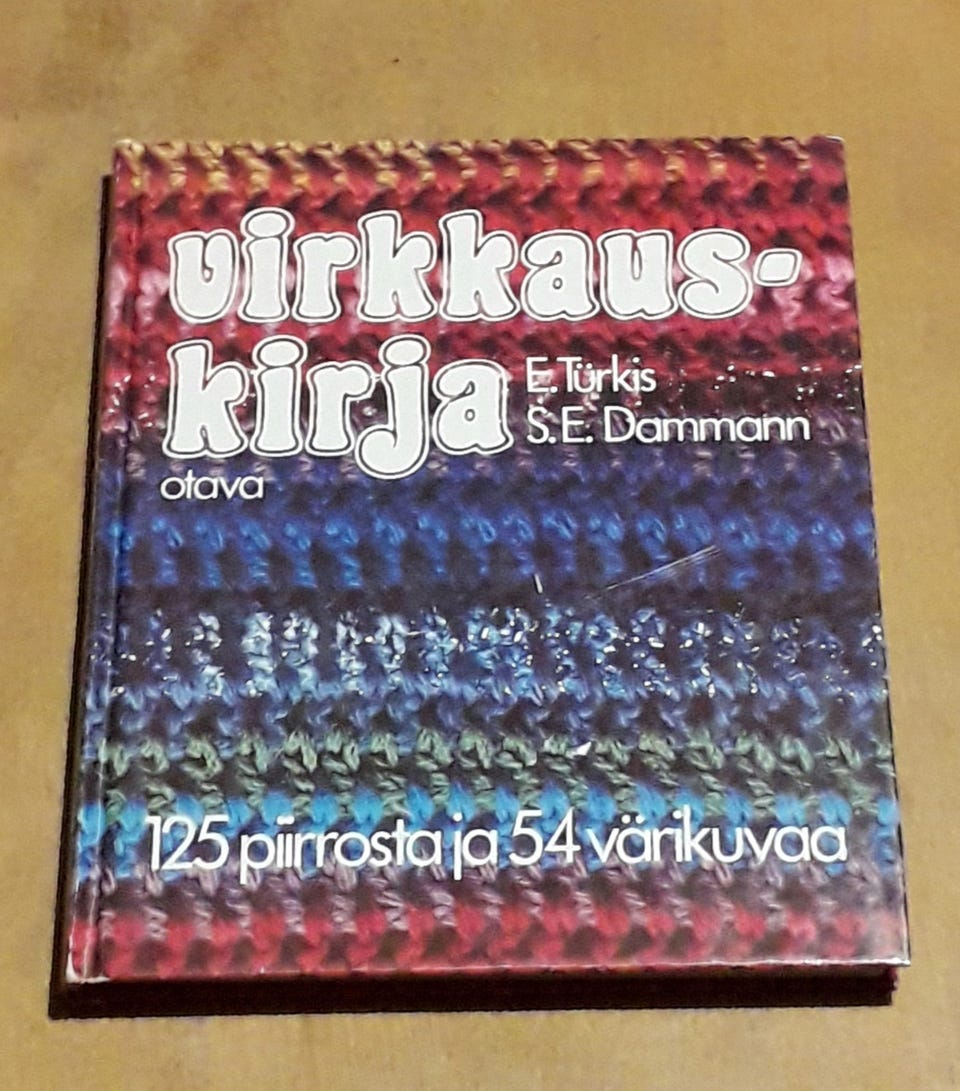 virkkaus-
kirja
E. Türkis
S.E. Dammann
otava
125 piirrosta ja 54 värikuvaa